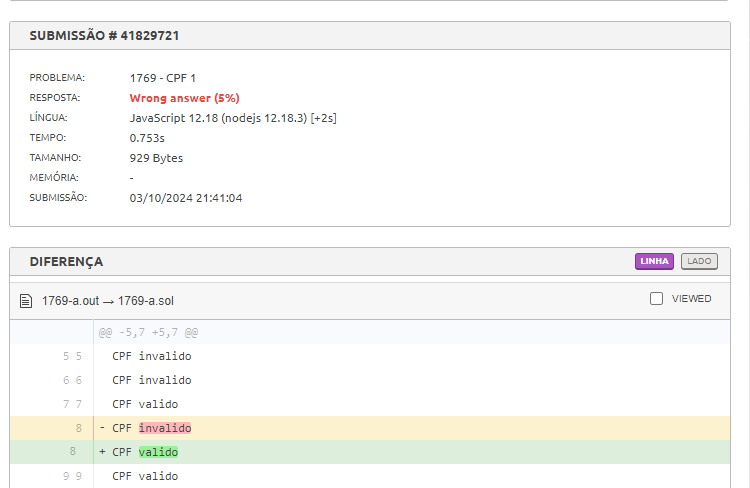 SUBMISSÃO # 41829721
PROBLEMA: 1769 - CPF 1
RESPOSTA: Wrong answer (5%)
LÍNGUA: JavaScript 12.18 (nodejs 12.18.3) [+2s]
TEMPO: 0.753s
TAMANHO: 929 Bytes
MEMÓRIA: -
SUBMISSÃO: 03/10/2024 21:41:04
DIFERENÇA LINHA LADO
1769-a.out → 1769-a.sol VIEWED
@@ -5,7 +5,7 @@
5 5 CPF invalido
6 6 CPF invalido
7 7 CPF valido
8 - CPF invalido
8 + CPF valido
9 9 CPF valido